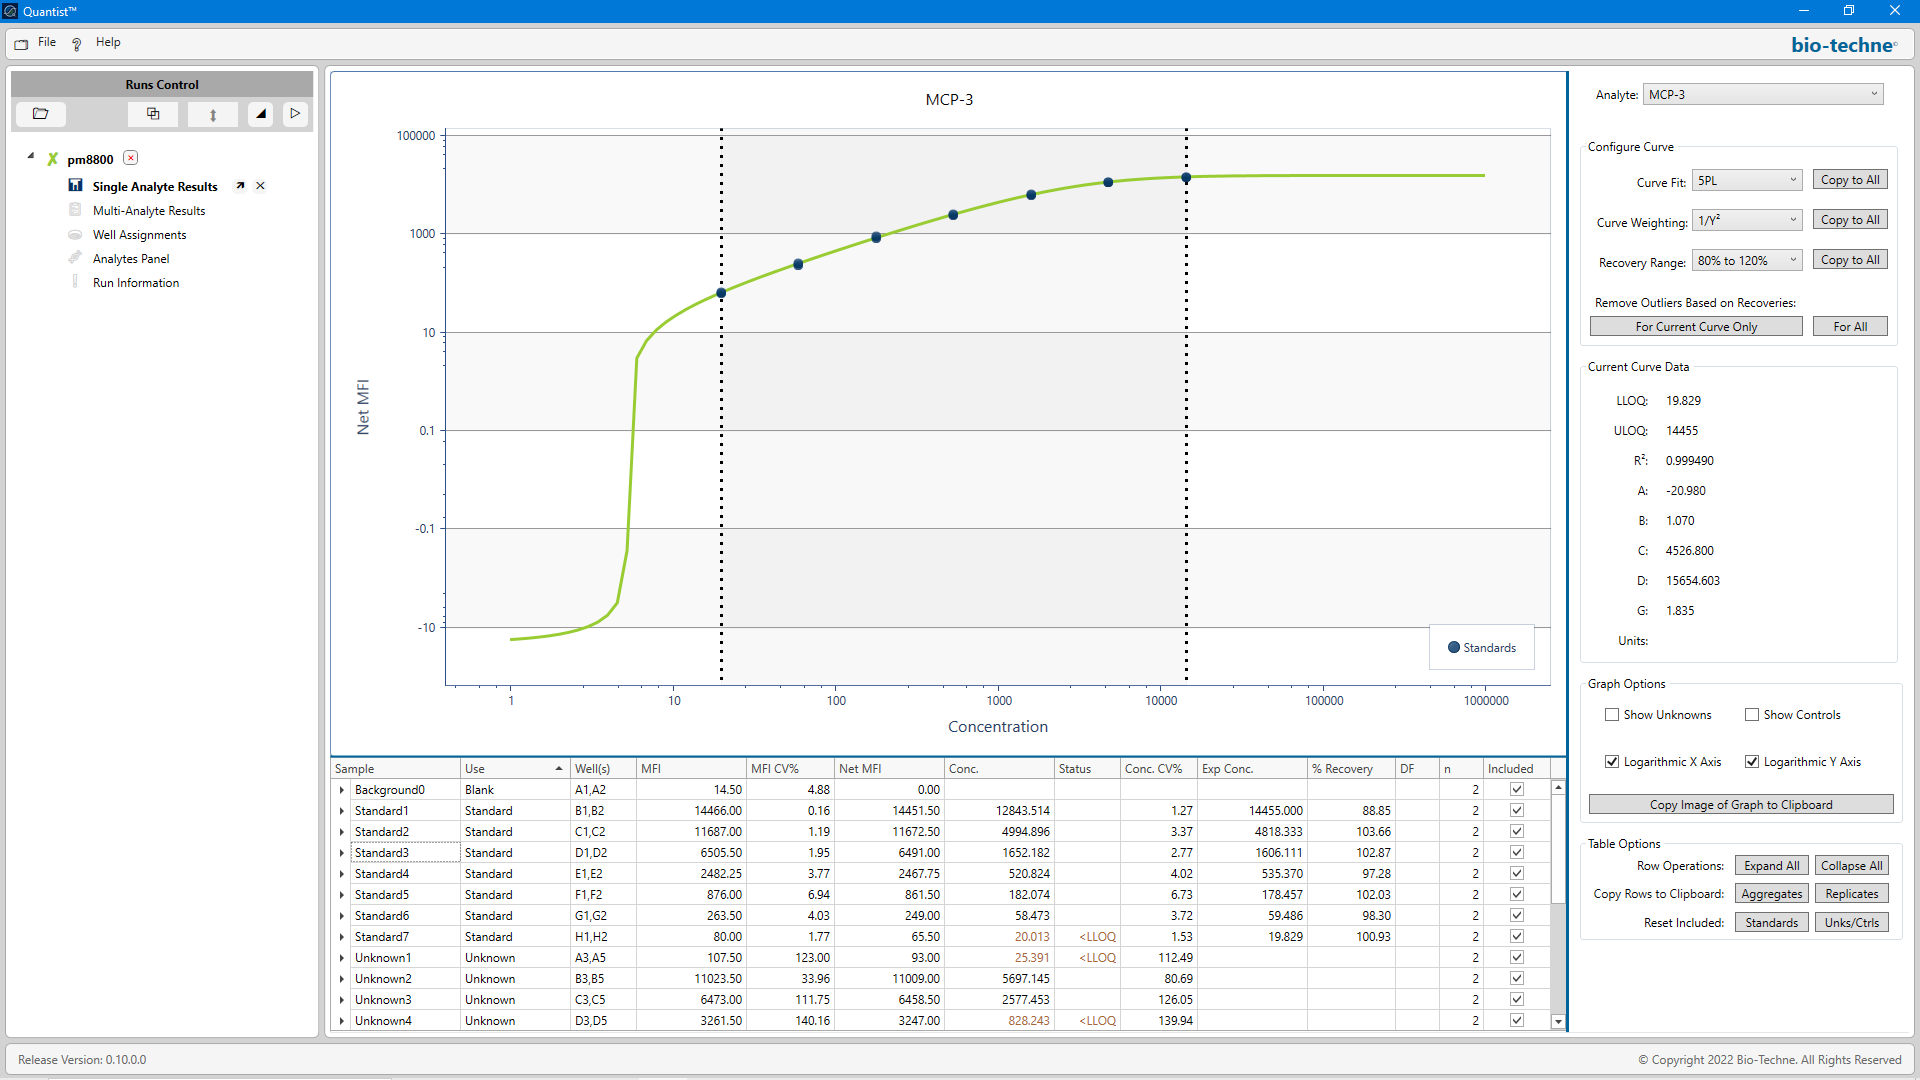 Quantist™
File
Help
bio-techne®
Runs Control
pm8800
Single Analyte Results
Multi-Analyte Results
Well Assignments
Analytes Panel
Run Information
MCP-3
100000
1000
10
0.1
-0.1
-10
Net MFI
1 10 100 1000 10000 100000 1000000
Concentration
Standards
Analyte: MCP-3
Configure Curve
Curve Fit: 5PL Copy to All
Curve Weighting: 1/Y² Copy to All
Recovery Range: 80% to 120% Copy to All
Remove Outliers Based on Recoveries:
For Current Curve Only For All
Current Curve Data
LLOQ: 19.829
ULOQ: 14455
R²: 0.999490
A: -20.980
B: 1.070
C: 4526.800
D: 15654.603
G: 1.835
Units:
Graph Options
Show Unknowns Show Controls
Logarithmic X Axis Logarithmic Y Axis
Copy Image of Graph to Clipboard
Table Options
Row Operations: Expand All Collapse All
Copy Rows to Clipboard: Aggregates Replicates
Reset Included: Standards Unks/Ctrls
Sample Use Well(s) MFI MFI CV% Net MFI Conc. Status Conc. CV% Exp Conc. % Recovery DF n Included
Background0 Blank A1,A2 14.50 4.88 0.00 2
Standard1 Standard B1,B2 14466.00 0.16 14451.50 12843.514 1.27 14455.000 88.85 2
Standard2 Standard C1,C2 11687.00 1.19 11672.50 4994.896 3.37 4818.333 103.66 2
Standard3 Standard D1,D2 6505.50 1.95 6491.00 1652.182 2.77 1606.111 102.87 2
Standard4 Standard E1,E2 2482.25 3.77 2467.75 520.824 4.02 535.370 97.28 2
Standard5 Standard F1,F2 876.00 6.94 861.50 182.074 6.73 178.457 102.03 2
Standard6 Standard G1,G2 263.50 4.03 249.00 58.473 3.72 59.486 98.30 2
Standard7 Standard H1,H2 80.00 1.77 65.50 20.013 <LLOQ 1.53 19.829 100.93 2
Unknown1 Unknown A3,A5 107.50 123.00 93.00 25.391 <LLOQ 112.49 2
Unknown2 Unknown B3,B5 11023.50 33.96 11009.00 5697.145 80.69 2
Unknown3 Unknown C3,C5 6473.00 111.75 6458.50 2577.453 126.05 2
Unknown4 Unknown D3,D5 3261.50 140.16 3247.00 828.243 <LLOQ 139.94 2
Release Version: 0.10.0.0
© Copyright 2022 Bio-Techne. All Rights Reserved